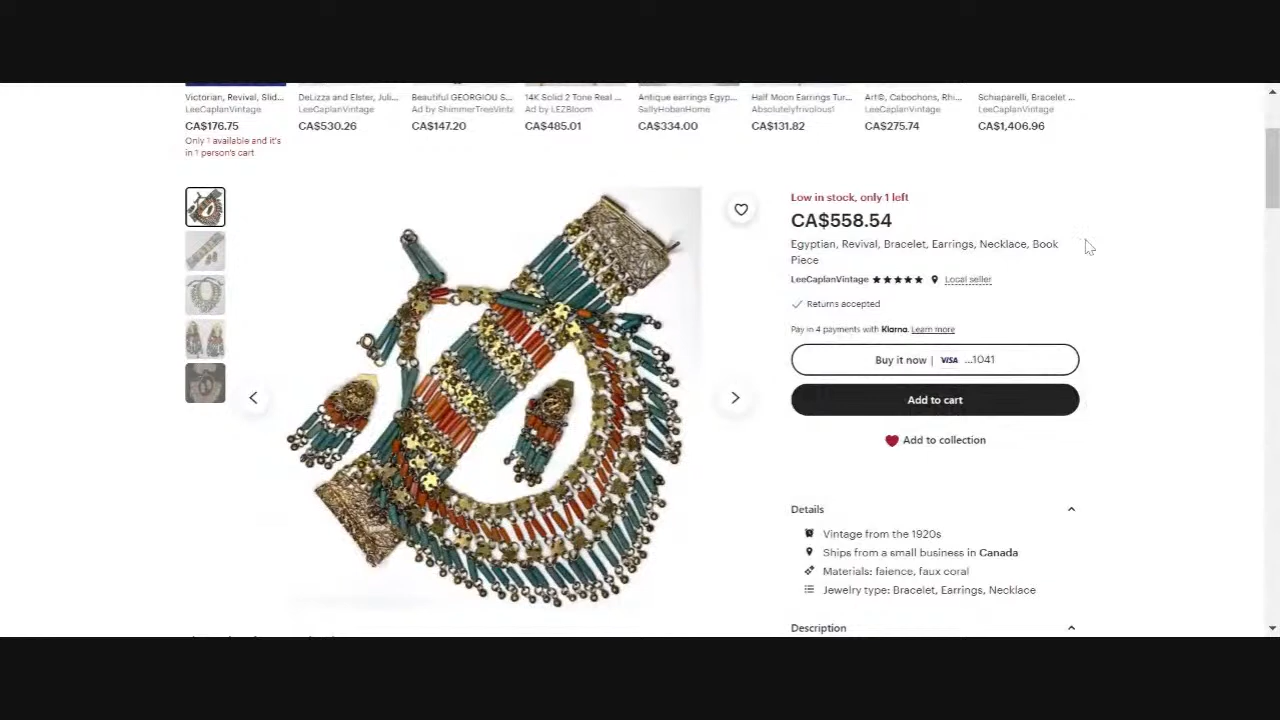 Victorian, Revival, Slid... DeLizza and Elster, Juli... Beautiful GEORGIOU S... 14K Solid 2 Tone Real ... Antique earrings Egyp... Half Moon Earrings Tur... Art©, Cabochons, Rhi... Schiaparelli, Bracelet ...
LeeCaplanVintage LeeCaplanVintage Ad by ShimmerTreeVinta Ad by LEZBloom SallyHobanHome Absolutelyfrivolous1 LeeCaplanVintage LeeCaplanVintage
CA$176.75 CA$530.26 CA$147.20 CA$485.01 CA$334.00 CA$131.82 CA$275.74 CA$1,406.96
Only 1 available and it's
in 1 person's cart
Low in stock, only 1 left
CA$558.54
Egyptian, Revival, Bracelet, Earrings, Necklace, Book
Piece
LeeCaplanVintage ★★★★★ Local seller
Returns accepted
Pay in 4 payments with Klarna. Learn more
Buy it now | VISA ...1041
Add to cart
Add to collection
Details
Vintage from the 1920s
Ships from a small business in Canada
Materials: faience, faux coral
Jewelry type: Bracelet, Earrings, Necklace
Description